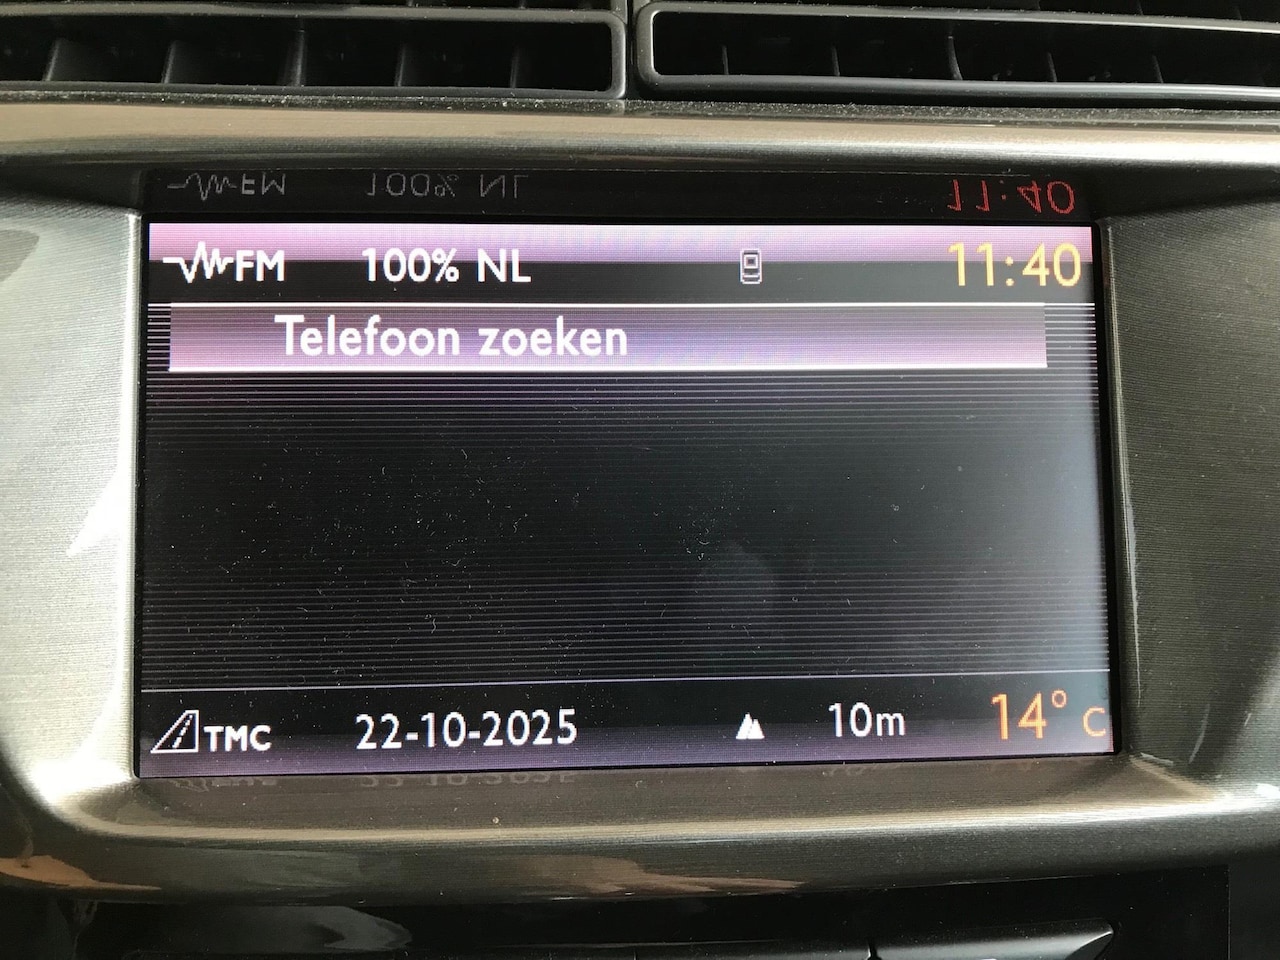 FM 100% NL 11:40
Telefoon zoeken
TMC 22-10-2025 10m 14° C